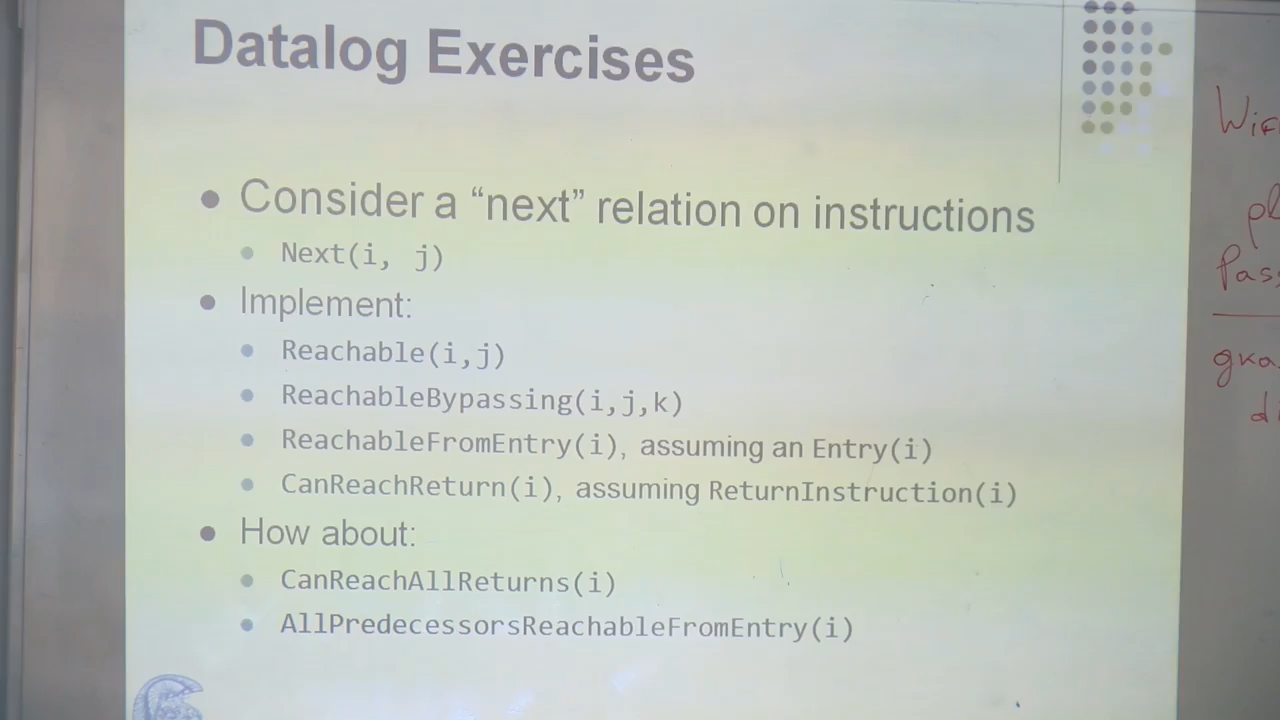 Datalog Exercises
Consider a “next” relation on instructions
Next(i, j)
Implement:
Reachable(i,j)
ReachableBypassing(i,j,k)
ReachableFromEntry(i), assuming an Entry(i)
CanReachReturn(i), assuming ReturnInstruction(i)
How about:
CanReachAllReturns(i)
AllPredecessorsReachableFromEntry(i)